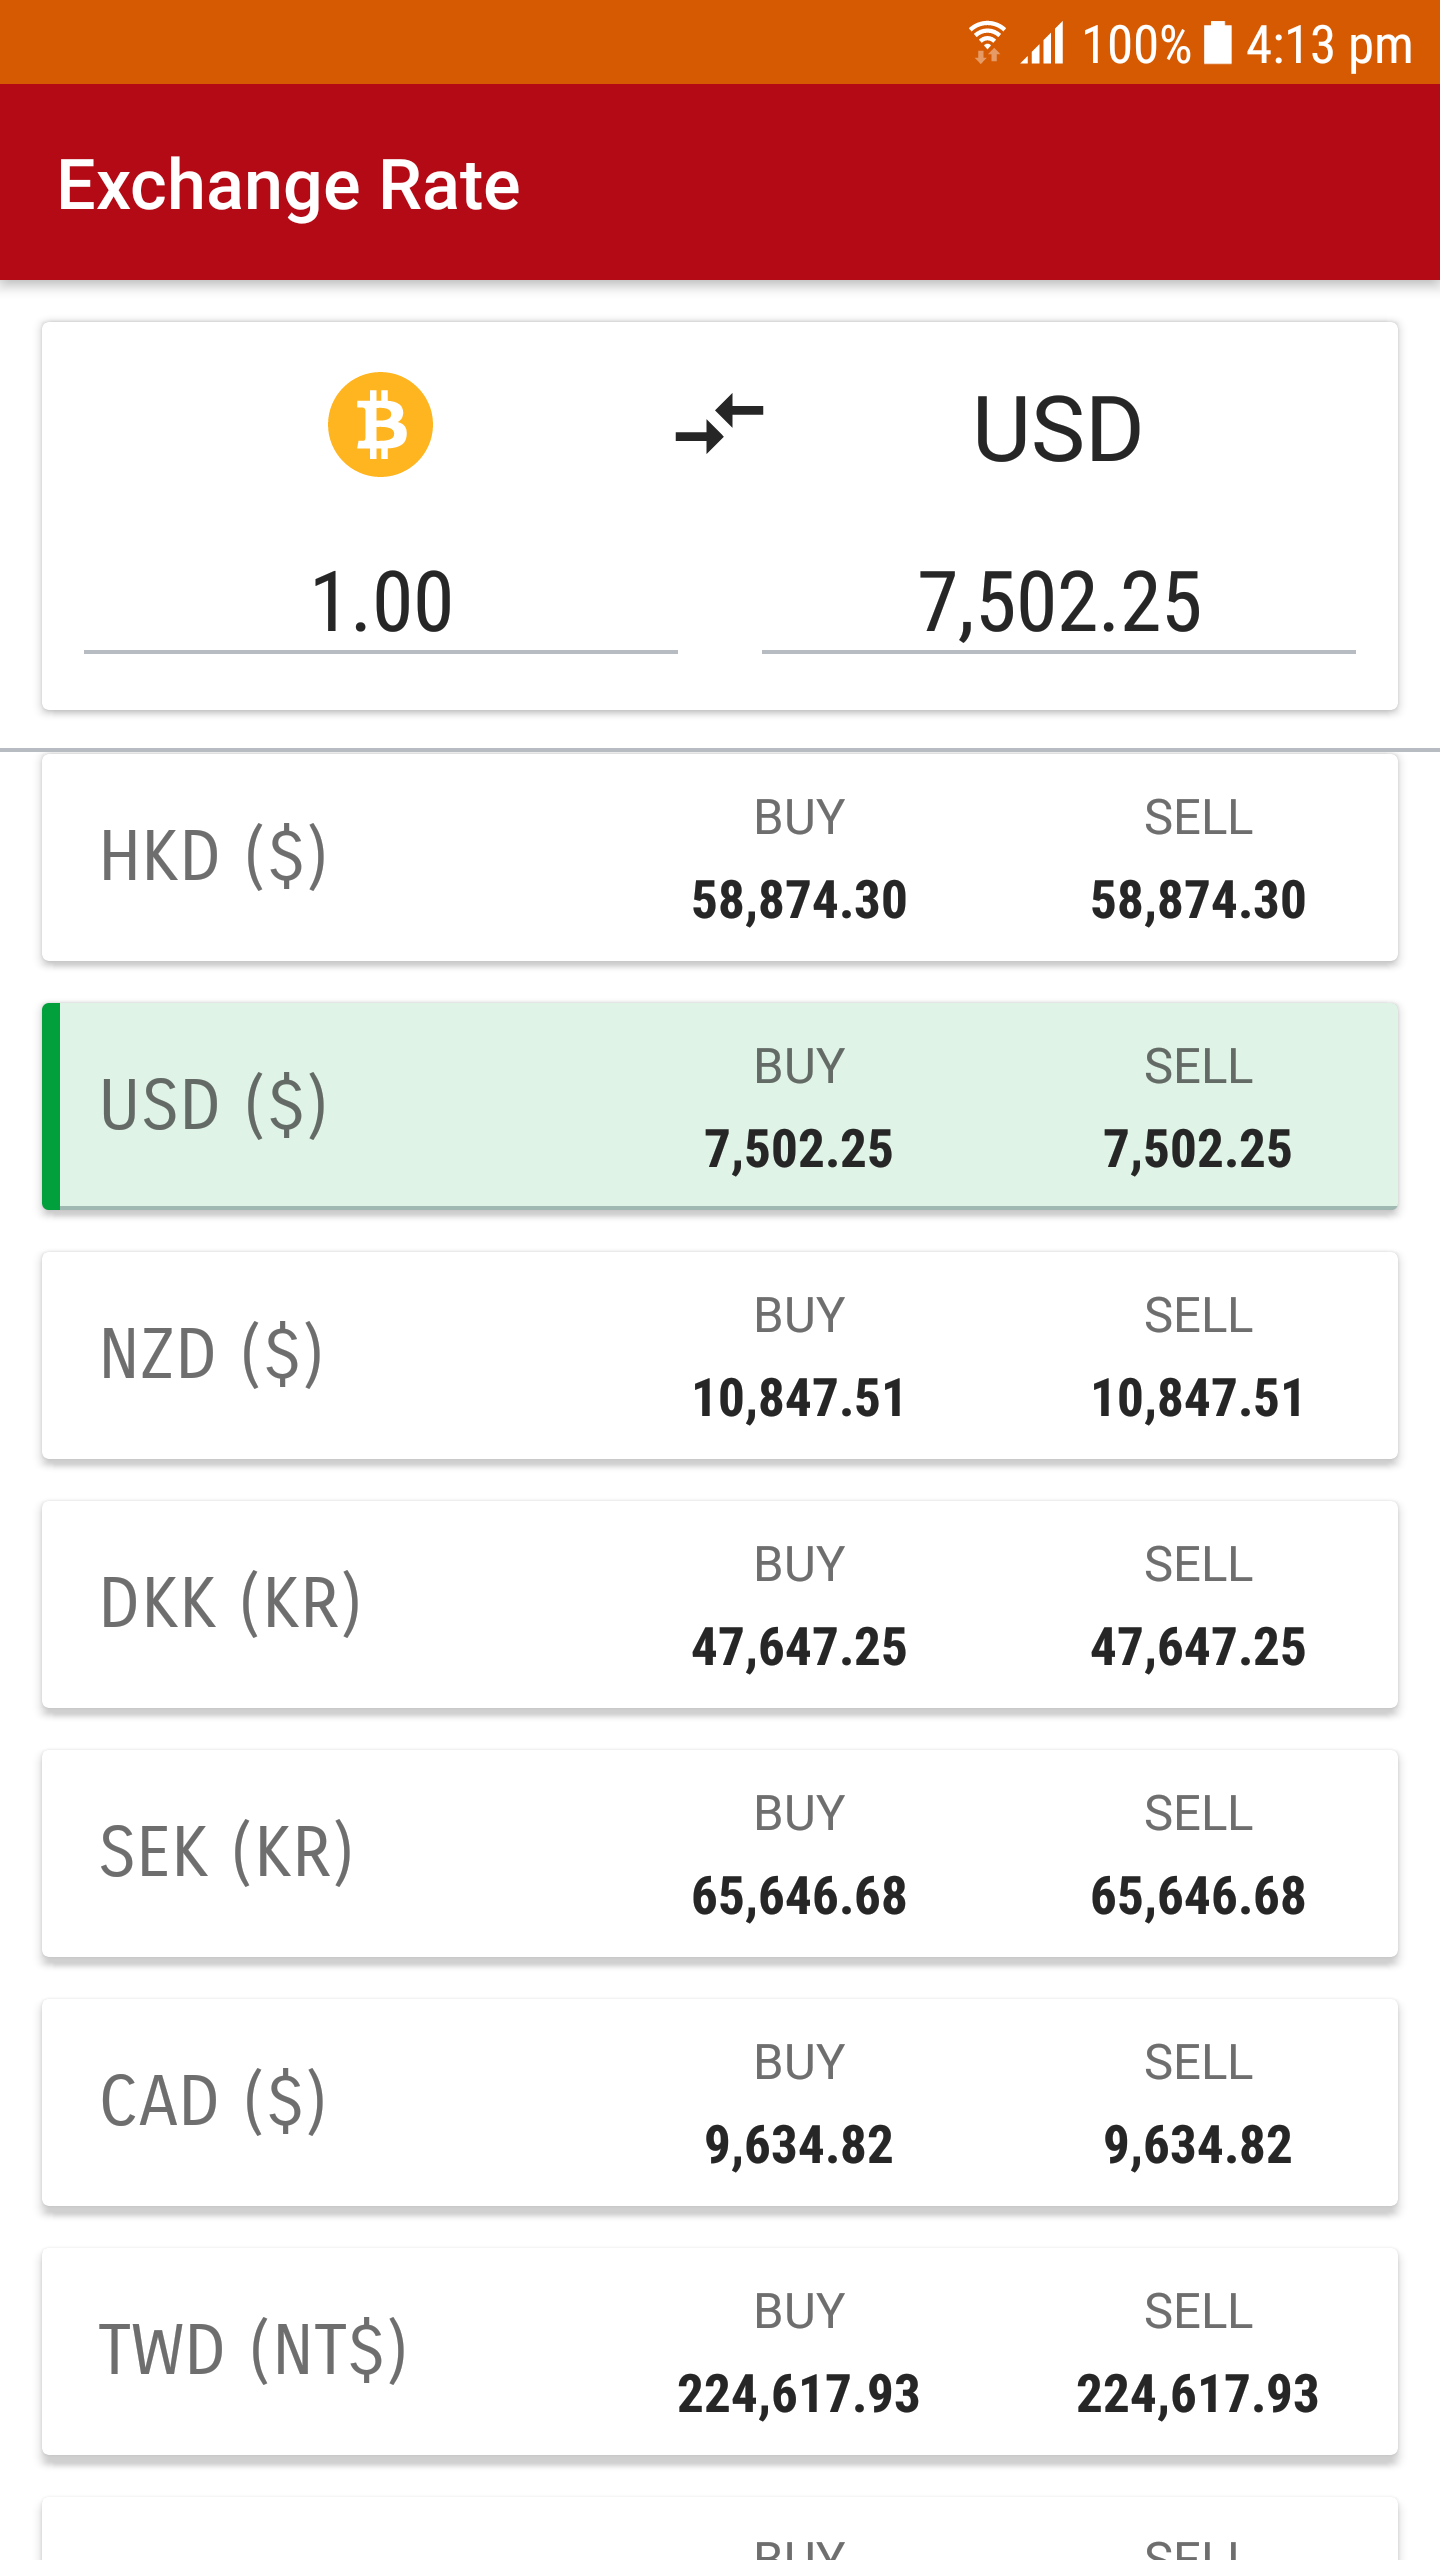 100% 4:13 pm
Exchange Rate
USD
1.00 7,502.25
BUY SELL
HKD ($)
58,874.30 58,874.30
BUY SELL
USD ($)
7,502.25 7,502.25
BUY SELL
NZD ($)
10,847.51 10,847.51
BUY SELL
DKK (KR)
47,647.25 47,647.25
BUY SELL
SEK (KR)
65,646.68 65,646.68
BUY SELL
CAD ($)
9,634.82 9,634.82
BUY SELL
TWD (NT$)
224,617.93 224,617.93
BUY SELL